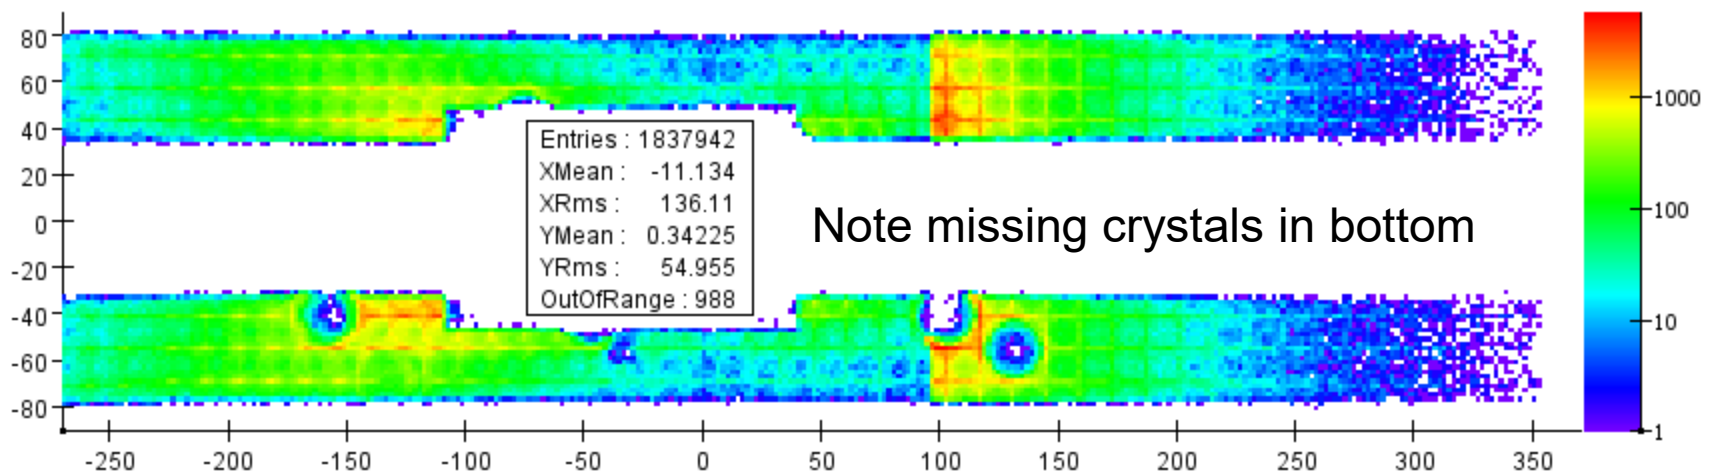 80
60
40
20
0
-20
-40
-60
-80
Entries : 1837942
XMean : -11.134
XRms : 136.11
YMean : 0.34225
YRms : 54.955
OutOfRange : 988
Note missing crystals in bottom
1000
100
10
1
-250 -200 -150 -100 -50 0 50 100 150 200 250 300 350